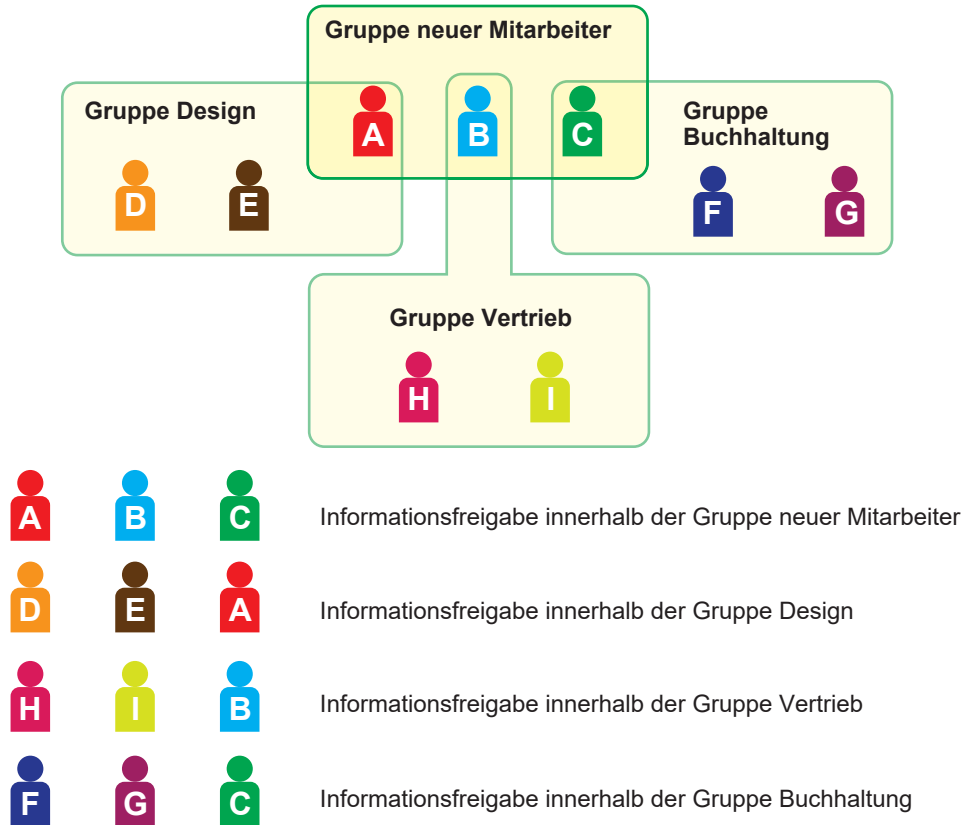 Gruppe neuer Mitarbeiter
Gruppe Design
A
B
C
Gruppe
Buchhaltung
D
E
F
G
Gruppe Vertrieb
H
I
A B C Informationsfreigabe innerhalb der Gruppe neuer Mitarbeiter
D E A Informationsfreigabe innerhalb der Gruppe Design
H I B Informationsfreigabe innerhalb der Gruppe Vertrieb
F G C Informationsfreigabe innerhalb der Gruppe Buchhaltung